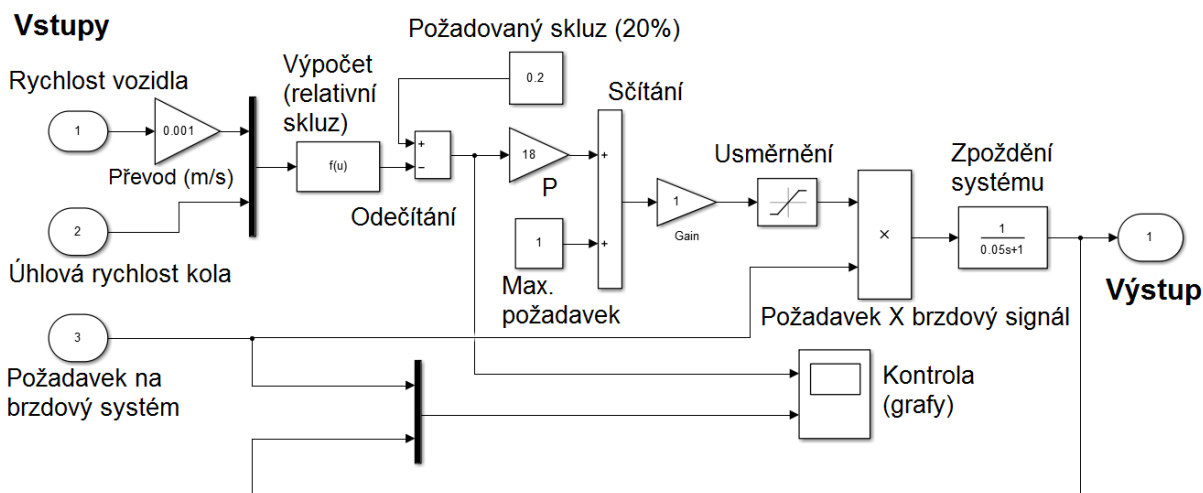 Vstupy
Požadovaný skluz (20%)
Rychlost vozidla
Výpočet
(relativní
skluz)
0.2
Sčítání
1
0.001
f(u)
+
−
18
+
Usměrnění
Zpoždění
systému
Převod (m/s)
P
Odečítání
1
Gain
×
1
0.05s+1
1
2
1
+
Úhlová rychlost kola
Max.
požadavek
Výstup
Požadavek X brzdový signál
3
Požadavek na
brzdový systém
Kontrola
(grafy)